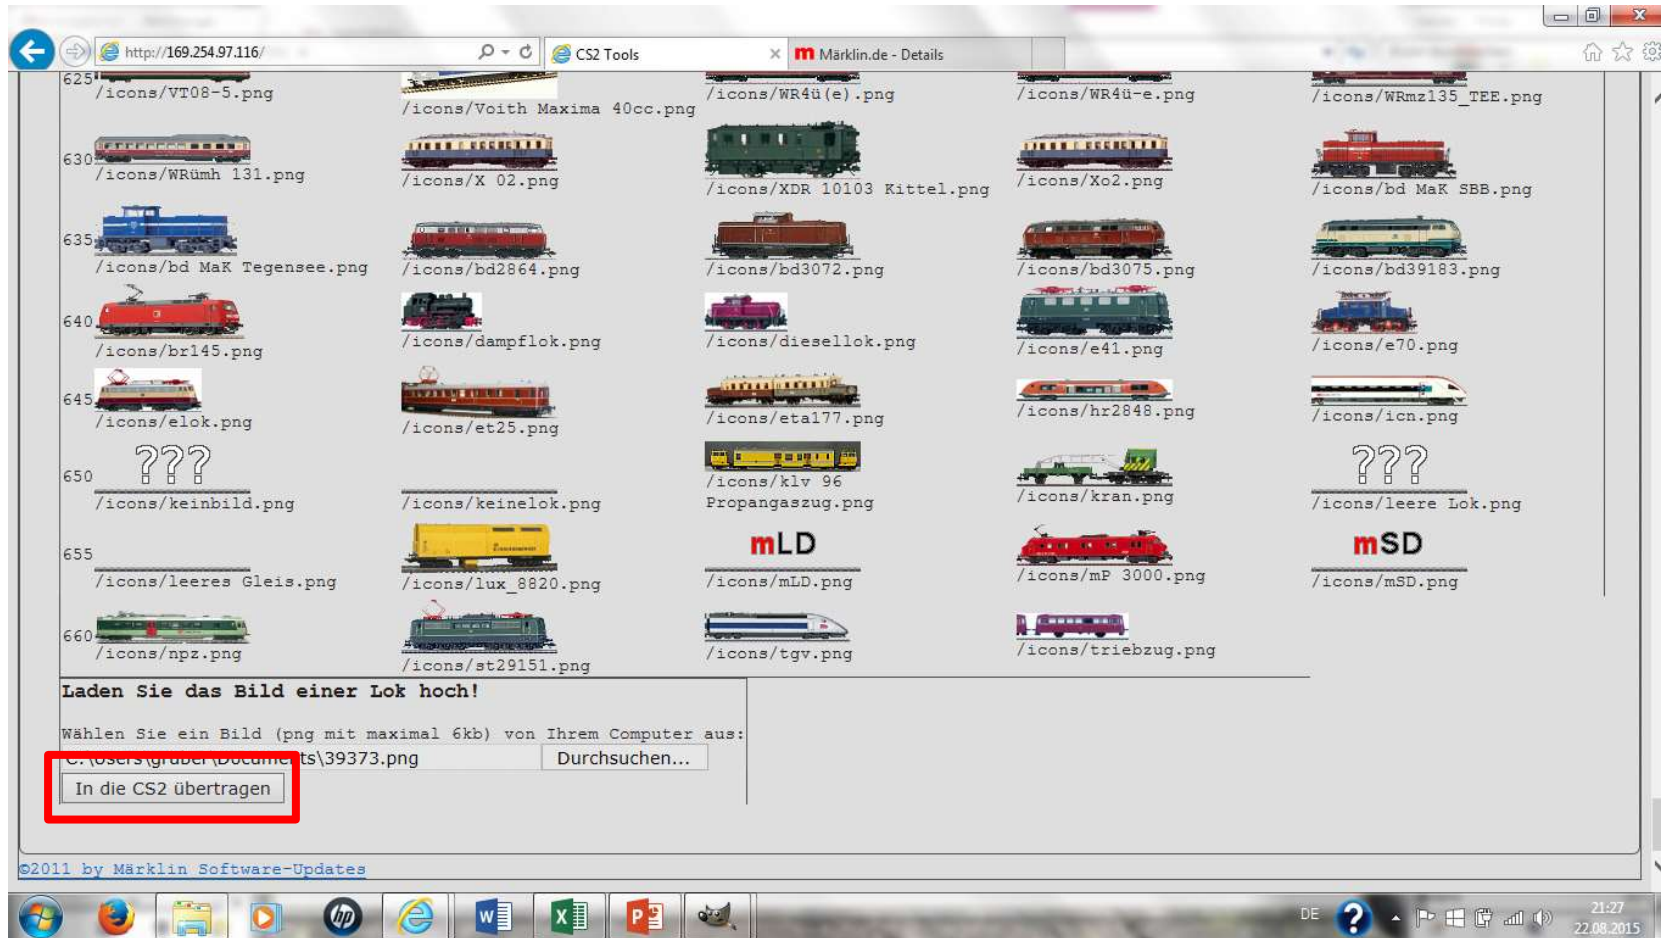 http://169.254.97.116/
CS2 Tools
Märklin.de - Details
625
/icons/VT08-5.png
/icons/Voith Maxima 40cc.png
/icons/WR4ü(e).png
/icons/WR4ü-e.png
/icons/WRmz135_TEE.png
630
/icons/WRümh 131.png
/icons/X 02.png
/icons/XDR 10103 Kittel.png
/icons/Xo2.png
/icons/bd MaK SBB.png
635
/icons/bd MaK Tegensee.png
/icons/bd2864.png
/icons/bd3072.png
/icons/bd3075.png
/icons/bd39183.png
640
/icons/br145.png
/icons/dampflok.png
/icons/diesellok.png
/icons/e41.png
/icons/e70.png
645
/icons/elok.png
/icons/et25.png
/icons/eta177.png
/icons/hr2848.png
/icons/icn.png
650
???
/icons/keinbild.png
/icons/keinelok.png
/icons/klv 96
Propangaszug.png
/icons/kran.png
???
/icons/leere Lok.png
655
/icons/leeres Gleis.png
/icons/lux_8820.png
mLD
/icons/mLD.png
/icons/mP 3000.png
mSD
/icons/mSD.png
660
/icons/npz.png
/icons/st29151.png
/icons/tgv.png
/icons/triebzug.png
Laden Sie das Bild einer Lok hoch!
Wählen Sie ein Bild (png mit maximal 6kb) von Ihrem Computer aus:
C:\Users\gruber\Documents\39373.png
Durchsuchen...
In die CS2 übertragen
©2011 by Märklin Software-Updates
DE
21:27
22.08.2015